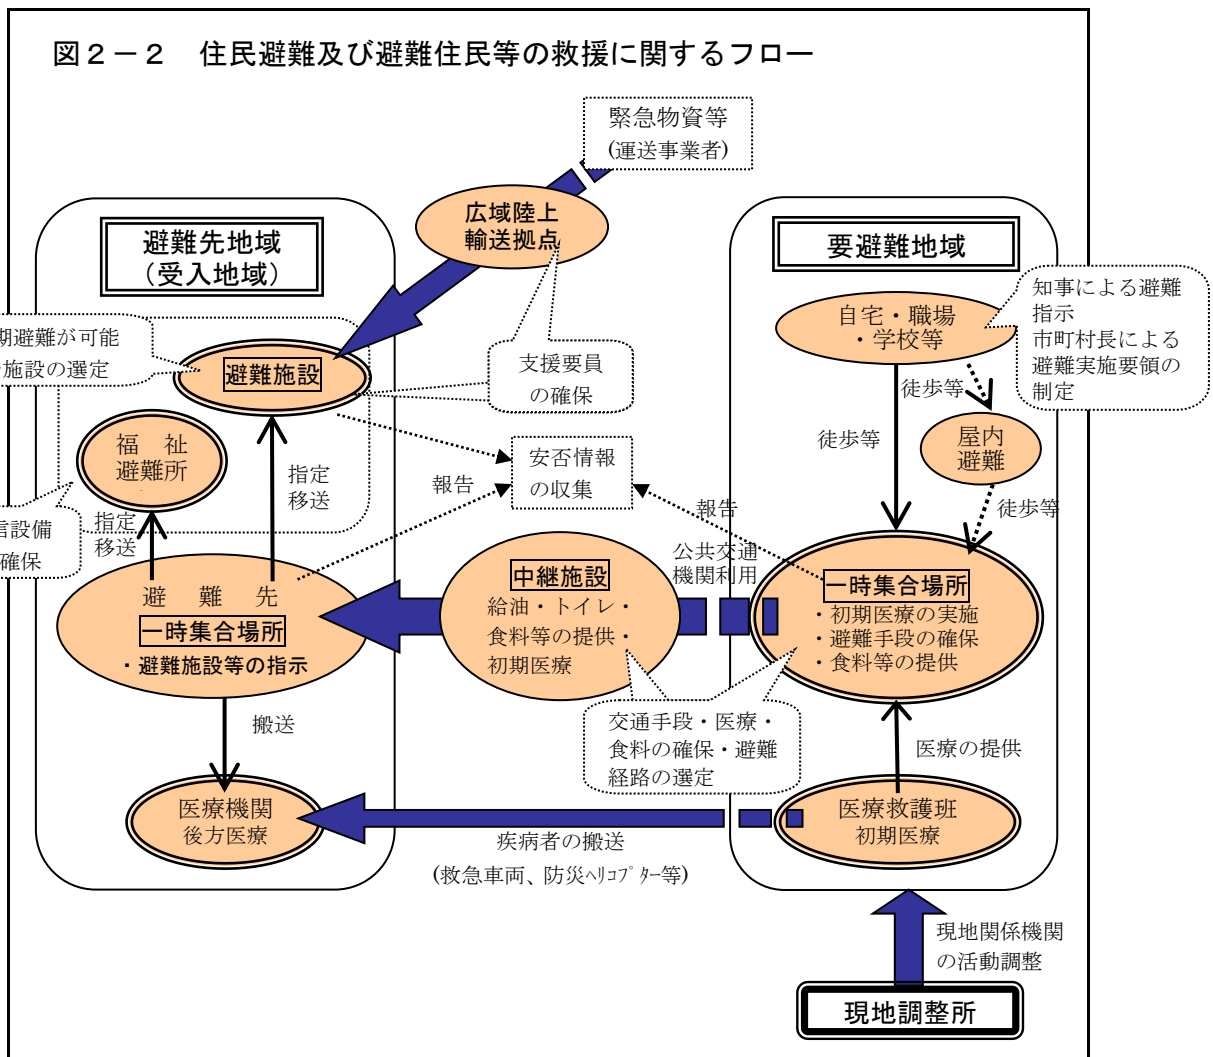 図2-2 住民避難及び避難住民等の救援に関するフロー
緊急物資等
(運送事業者)
広域陸上
輸送拠点
避難先地域
(受入地域)
要避難地域
知事による避難
指示
市町村長による
避難実施要領の
制定
自宅・職場
・学校等
期避難が可能
施設の選定
避難施設
支援要員
の確保
徒歩等
徒歩等
屋内
避難
福 祉
避難所
指定
移送
安否情報
の収集
報告
報告
徒歩等
信設備
確保
指定
移送
公共交通
機関利用
避 難 先
一時集合場所
・避難施設等の指示
中継施設
給油・トイレ・
食料等の提供・
初期医療
一時集合場所
・初期医療の実施
・避難手段の確保
・食料等の提供
搬送
交通手段・医療・
食料の確保・避難
経路の選定
医療の提供
医療機関
後方医療
医療救護班
初期医療
疾病者の搬送
(救急車両、防災ヘリコプター等)
現地関係機関
の活動調整
現地調整所